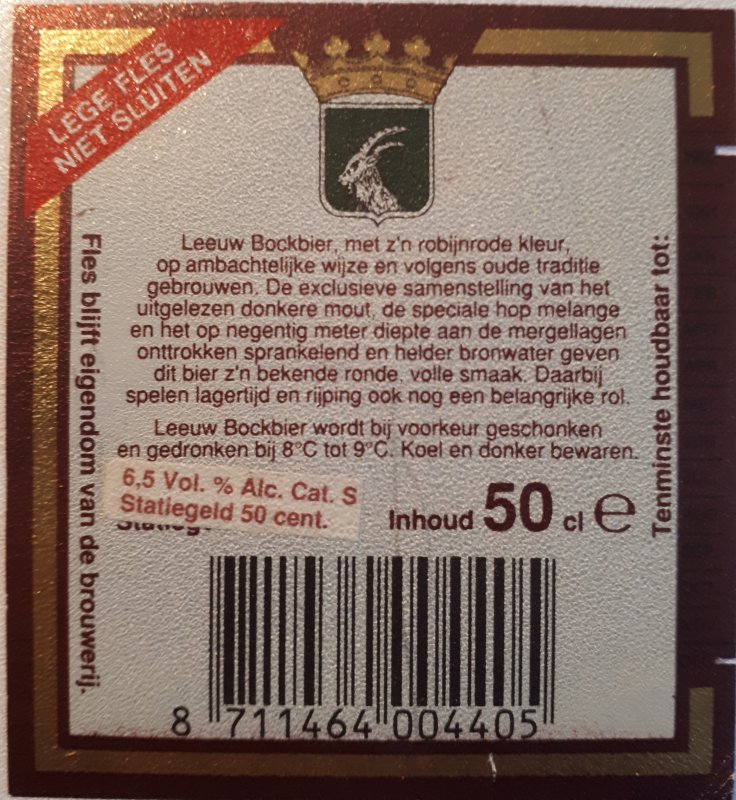 LEGE FLES
NIET SLUITEN
Leeuw Bockbier, met z'n robijnrode kleur,
op ambachtelijke wijze en volgens oude traditie
gebrouwen. De exclusieve samenstelling van het
uitgelezen donkere mout, de speciale hop melange
en het op negentig meter diepte aan de mergellagen
onttrokken sprankelend en helder bronwater geven
dit bier z'n bekende ronde, volle smaak. Daarbij
spelen lagertijd en rijping ook nog een belangrijke rol.
Leeuw Bockbier wordt bij voorkeur geschonken
en gedronken bij 8°C tot 9°C. Koel en donker bewaren.
6,5 Vol. % Alc. Cat. S
Statiegeld 50 cent.
Inhoud 50 cl e
Fles blijft eigendom van de brouwerij.
Tenminste houdbaar tot:
8 711464 004405